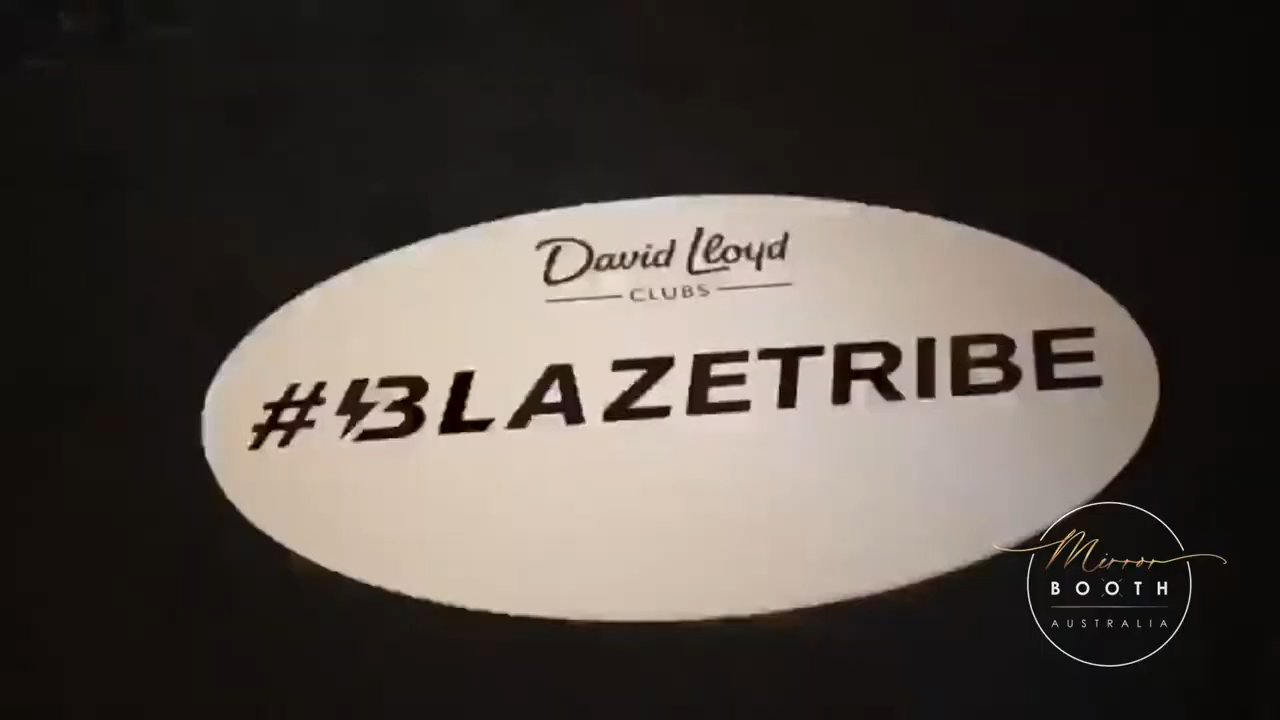 David Lloyd
CLUBS
#BLAZETRIBE
Mirror
BOOTH
AUSTRALIA